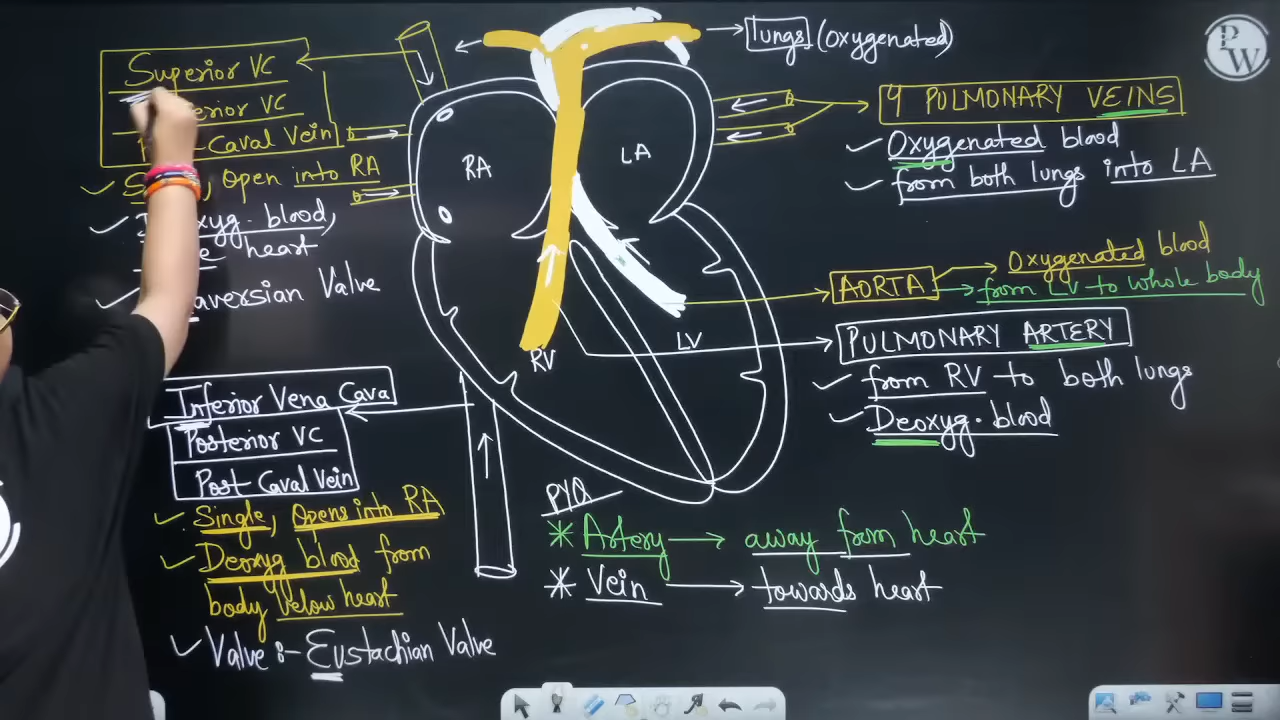 Superior VC
erior VC
Caval Vein
S , Open into RA
xyg. blood,
heart
aversian Valve
Inferior Vena Cava
Posterior VC
Post Caval Vein
Single, Opens into RA
Deoxyg blood from
body below heart
Valve :- Eustachian Valve
RA
LA
RV
LV
lungs (oxygenated)
4 PULMONARY VEINS
Oxygenated blood
from both lungs into LA
AORTA
Oxygenated blood
from LV to whole body
PULMONARY ARTERY
from RV to both lungs
Deoxyg. blood
PYQ
* Artery → away from heart
* Vein → towards heart
PW